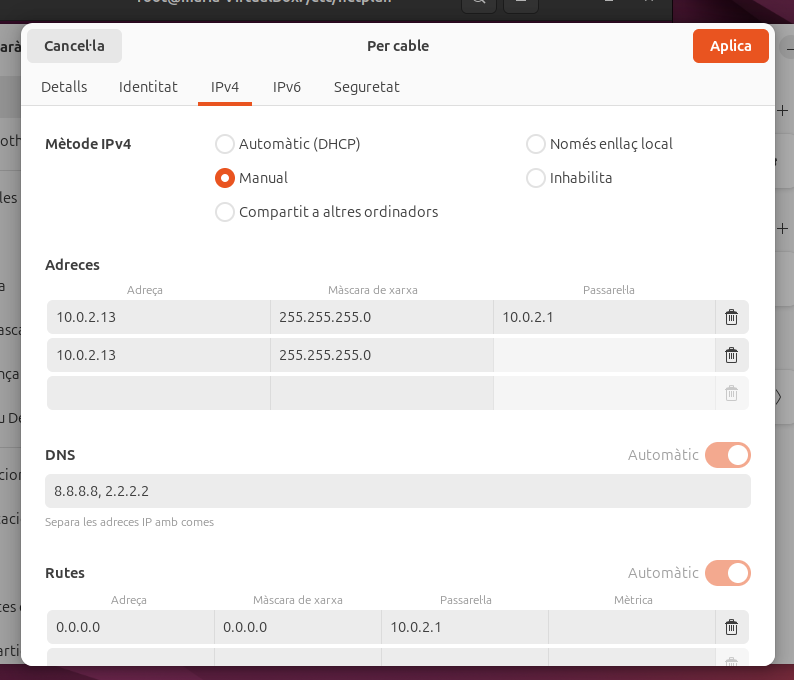 Cancel·la Per cable Aplica
Detalls Identitat IPv4 IPv6 Seguretat
Mètode IPv4 Automàtic (DHCP) Només enllaç local
Manual Inhabilita
Compartit a altres ordinadors
Adreces
Adreça Màscara de xarxa Passarel·la
10.0.2.13 255.255.255.0 10.0.2.1
10.0.2.13 255.255.255.0
DNS Automàtic
8.8.8.8, 2.2.2.2
Separa les adreces IP amb comes
Rutes Automàtic
Adreça Màscara de xarxa Passarel·la Mètrica
0.0.0.0 0.0.0.0 10.0.2.1